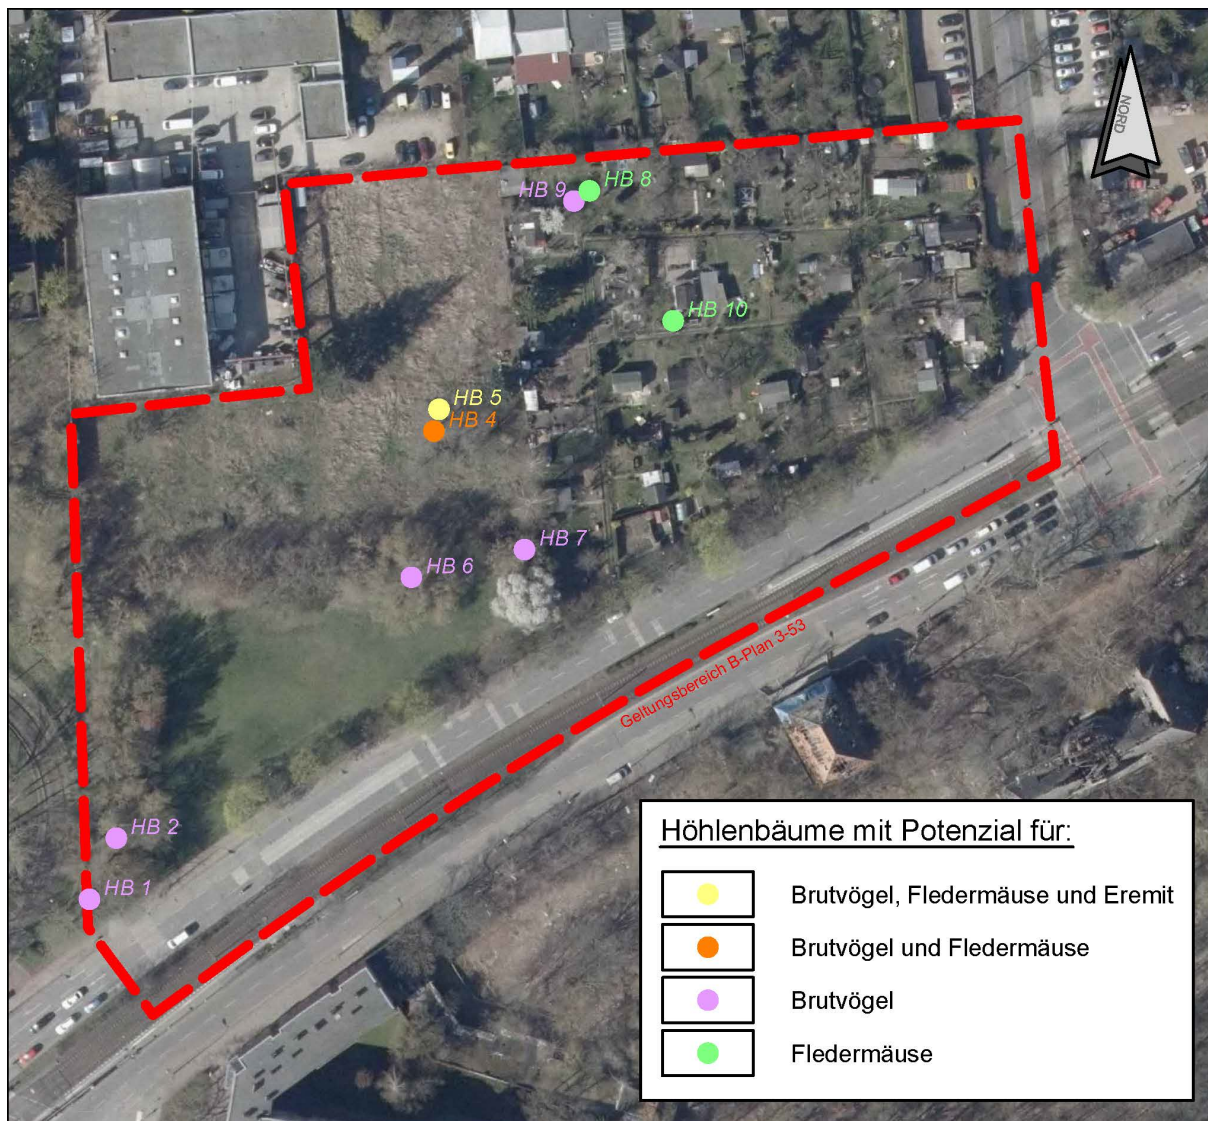 NORD
HB 9
HB 8
HB 10
HB 5
HB 4
HB 7
HB 6
Geltungsbereich B-Plan 3-53
HB 2
HB 1
Höhlenbäume mit Potenzial für:
Brutvögel, Fledermäuse und Eremit
Brutvögel und Fledermäuse
Brutvögel
Fledermäuse